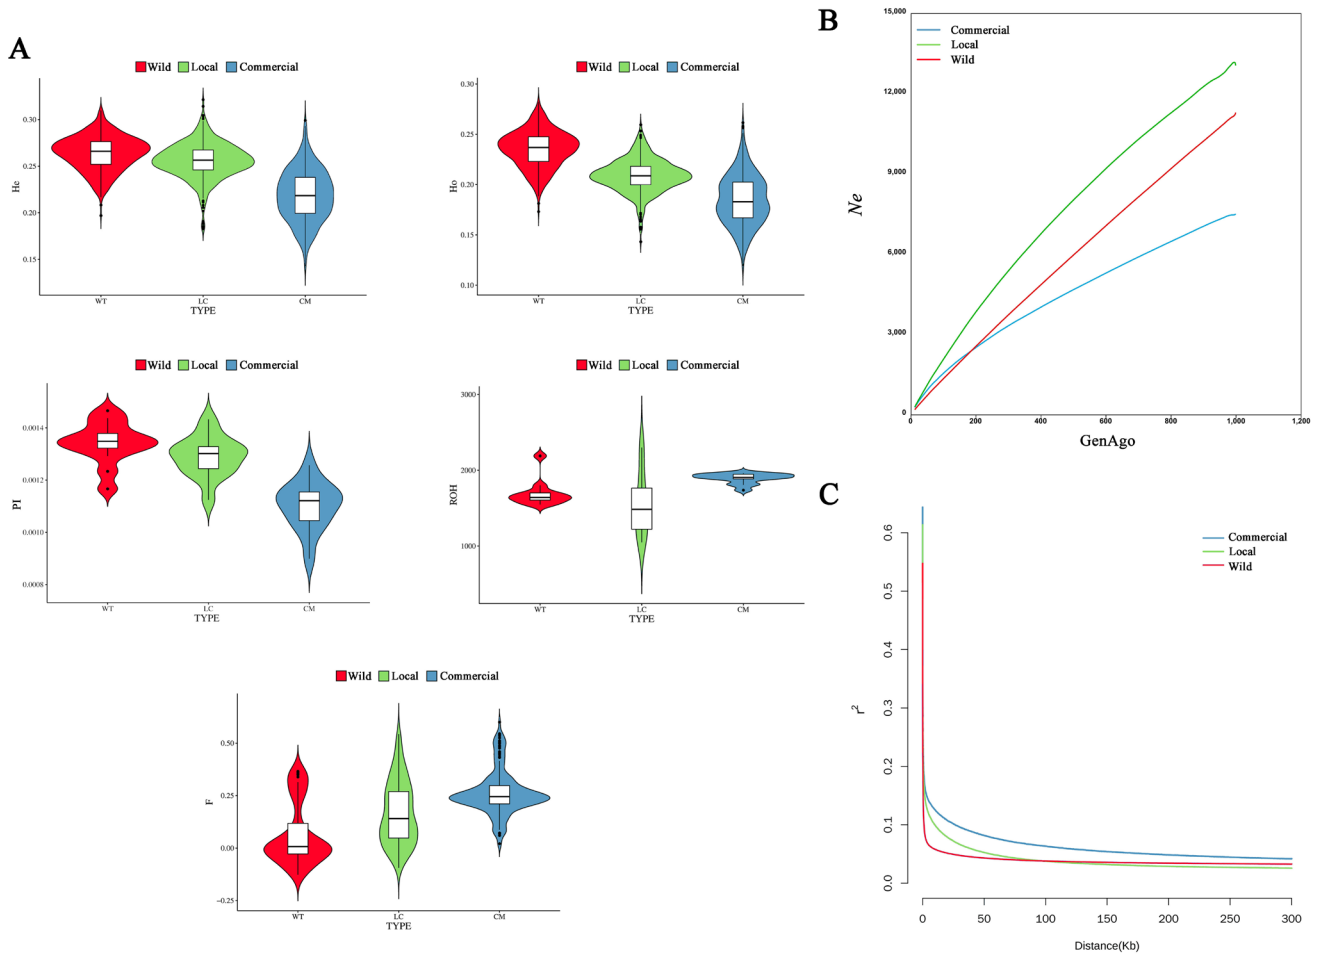 A
Wild Local Commercial
0.30
0.25
0.20
0.15
He
WT LC CM
TYPE
Wild Local Commercial
0.30
0.25
0.20
0.15
0.10
Ho
WT LC CM
TYPE
Wild Local Commercial
0.0014
0.0012
0.0010
0.0008
PI
WT LC CM
TYPE
Wild Local Commercial
3000
2000
1000
ROH
WT LC CM
TYPE
Wild Local Commercial
0.50
0.25
0.00
−0.25
F
WT LC CM
TYPE
B
15,000
12,000
9,000
6,000
3,000
0
Ne
Commercial
Local
Wild
0 200 400 600 800 1,000 1,200
GenAgo
C
0.6
0.5
0.4
0.3
0.2
0.1
0.0
r²
Commercial
Local
Wild
0 50 100 150 200 250 300
Distance(Kb)